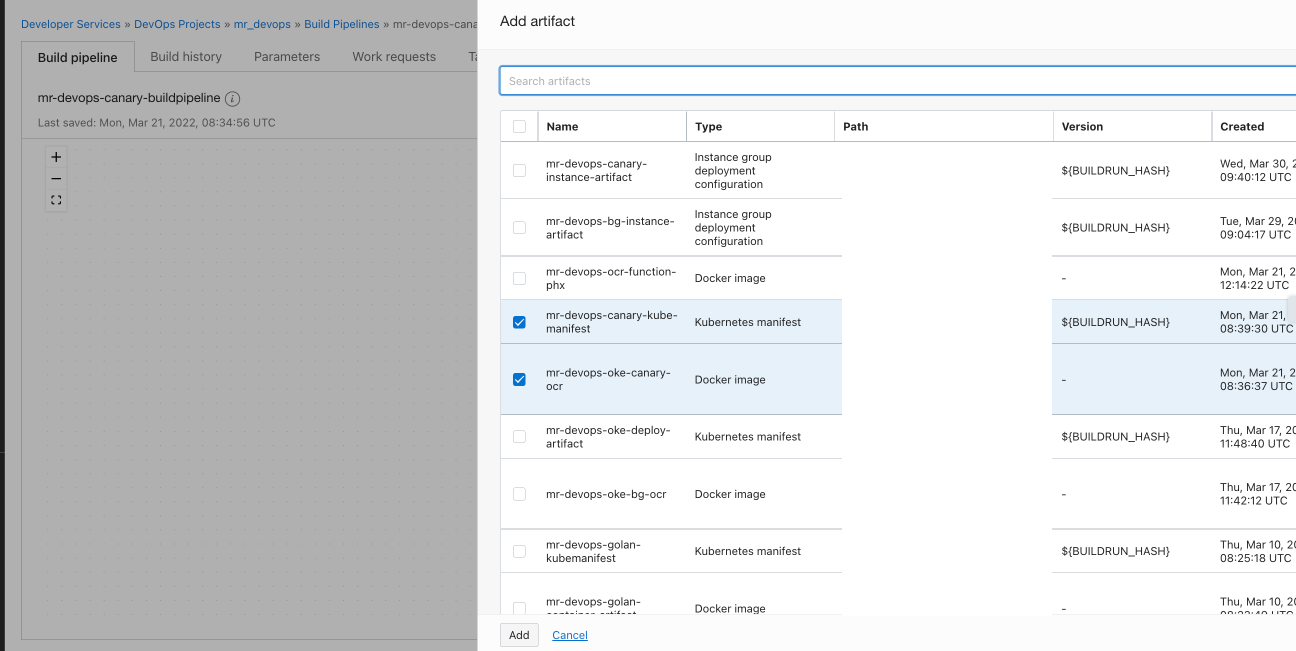 Developer Services » DevOps Projects » mr_devops » Build Pipelines » mr-devops-cana
Build pipeline
Build history
Parameters
Work requests
mr-devops-canary-buildpipeline i
Last saved: Mon, Mar 21, 2022, 08:34:56 UTC
Add artifact
Search artifacts
Name Type Path Version Created
mr-devops-canary-
instance-artifact
Instance group
deployment
configuration
${BUILDRUN_HASH}
Wed, Mar 30, 2
09:40:12 UTC
mr-devops-bg-instance-
artifact
Instance group
deployment
configuration
${BUILDRUN_HASH}
Tue, Mar 29, 20
09:04:17 UTC
mr-devops-ocr-function-
phx
Docker image
-
Mon, Mar 21, 2
12:14:22 UTC
mr-devops-canary-kube-
manifest
Kubernetes manifest
${BUILDRUN_HASH}
Mon, Mar 21,
08:39:30 UTC
mr-devops-oke-canary-
ocr
Docker image
-
Mon, Mar 21, 2
08:36:37 UTC
mr-devops-oke-deploy-
artifact
Kubernetes manifest
${BUILDRUN_HASH}
Thu, Mar 17, 20
11:48:40 UTC
mr-devops-oke-bg-ocr
Docker image
-
Thu, Mar 17, 20
11:42:12 UTC
mr-devops-golan-
kubemanifest
Kubernetes manifest
${BUILDRUN_HASH}
Thu, Mar 10, 20
08:25:18 UTC
mr-devops-golan-
Docker image
-
Thu, Mar 10, 20
Add
Cancel